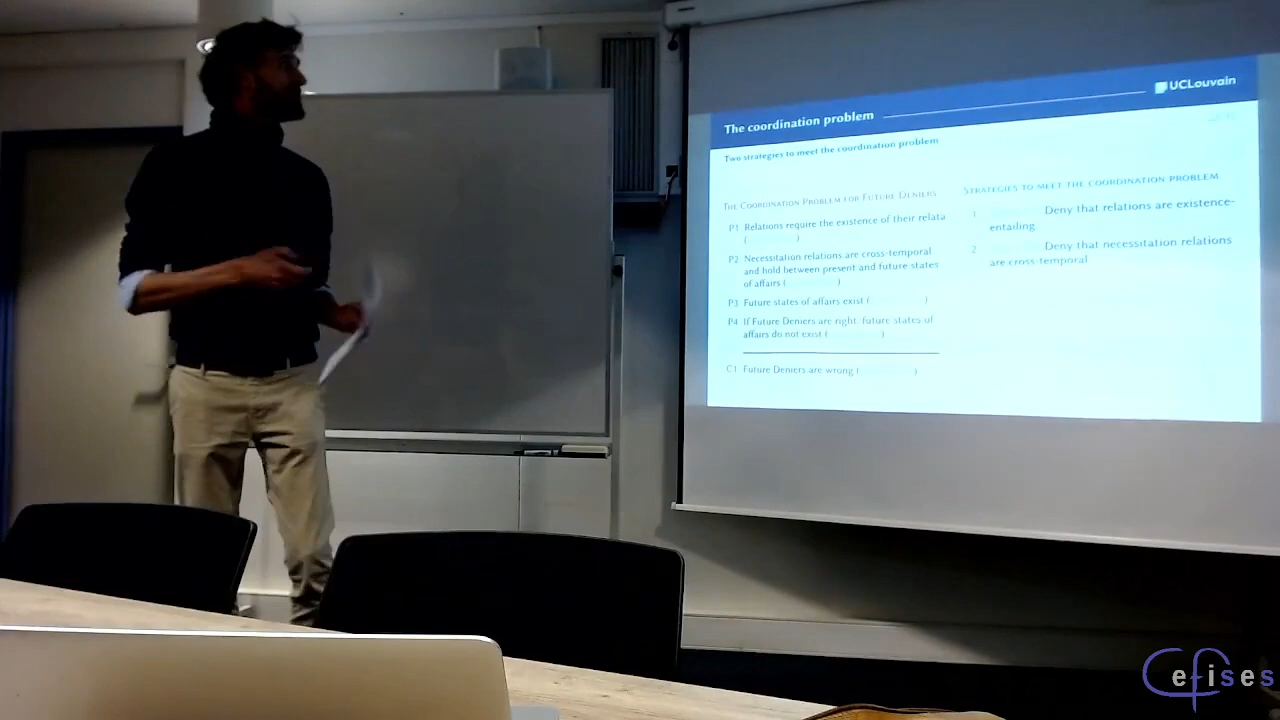 UCLouvain
The coordination problem
Two strategies to meet the coordination problem
THE COORDINATION PROBLEM FOR FUTURE DENIERS
P1 Relations require the existence of their relata
( )
P2 Necessitation relations are cross-temporal
and hold between present and future states
of affairs ( )
P3 Future states of affairs exist ( )
P4 If Future Deniers are right, future states of
affairs do not exist ( )
C1 Future Deniers are wrong ( )
STRATEGIES TO MEET THE COORDINATION PROBLEM
1 Deny that relations are existence-
entailing
2 Deny that necessitation relations
are cross-temporal
Cefises